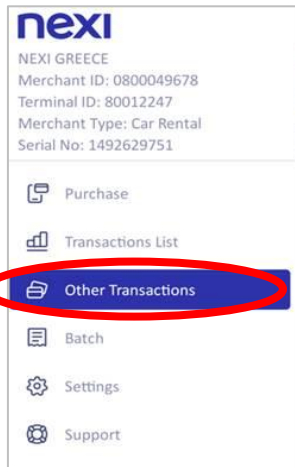 nexi
NEXI GREECE
Merchant ID: 0800049678
Terminal ID: 80012247
Merchant Type: Car Rental
Serial No: 1492629751
Purchase
Transactions List
Other Transactions
Batch
Settings
Support